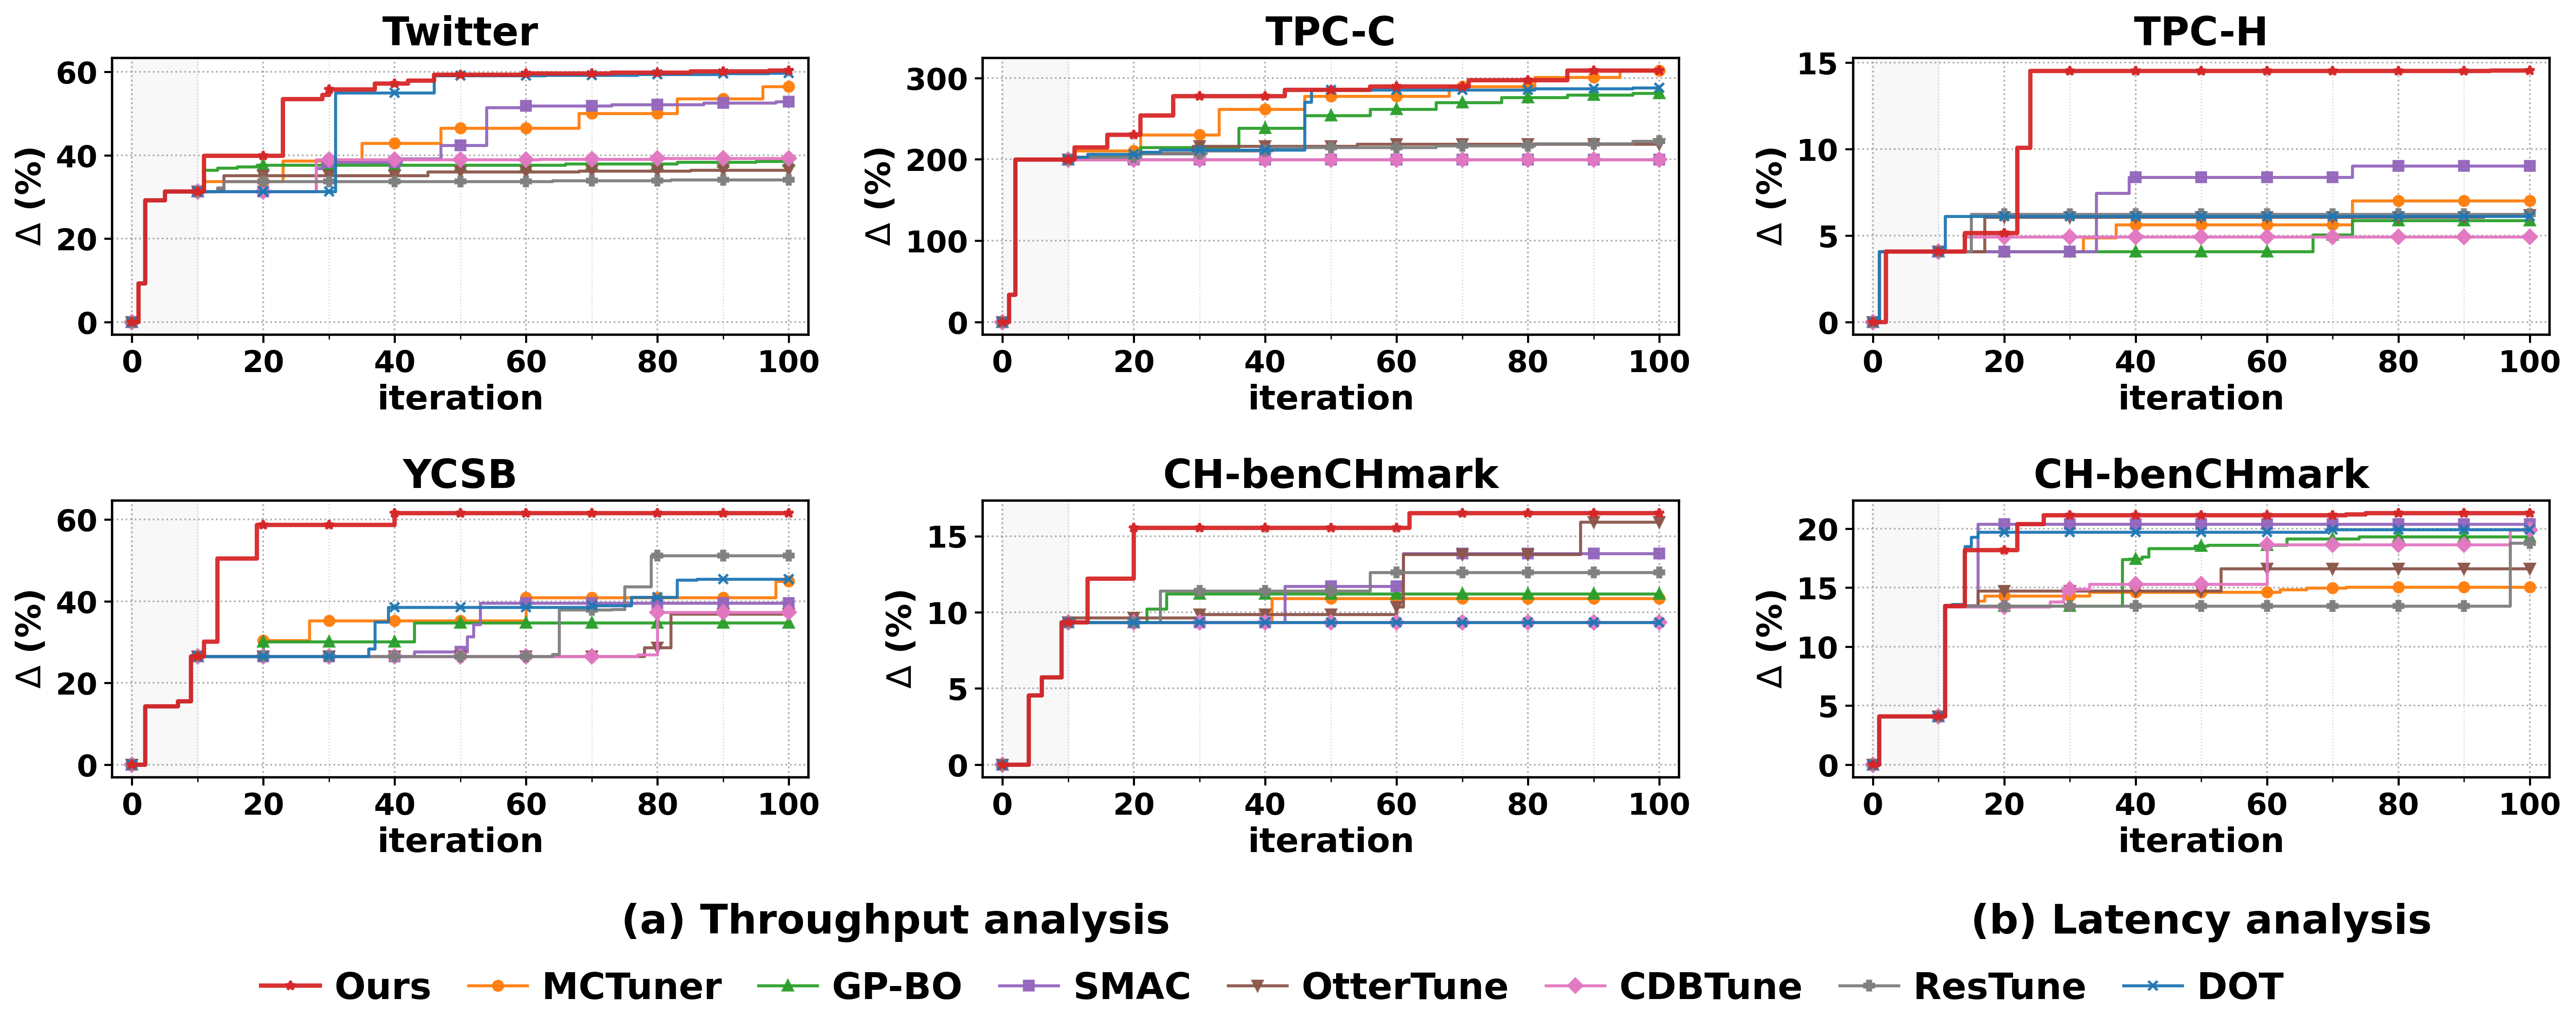 Twitter
TPC-C
TPC-H
Δ (%)
60
40
20
0
0 20 40 60 80 100
iteration
Δ (%)
300
200
100
0
0 20 40 60 80 100
iteration
Δ (%)
15
10
5
0
0 20 40 60 80 100
iteration
YCSB
CH-benCHmark
CH-benCHmark
Δ (%)
60
40
20
0
0 20 40 60 80 100
iteration
Δ (%)
15
10
5
0
0 20 40 60 80 100
iteration
Δ (%)
20
15
10
5
0
0 20 40 60 80 100
iteration
(a) Throughput analysis
(b) Latency analysis
Ours MCTuner GP-BO SMAC OtterTune CDBTune ResTune DOT